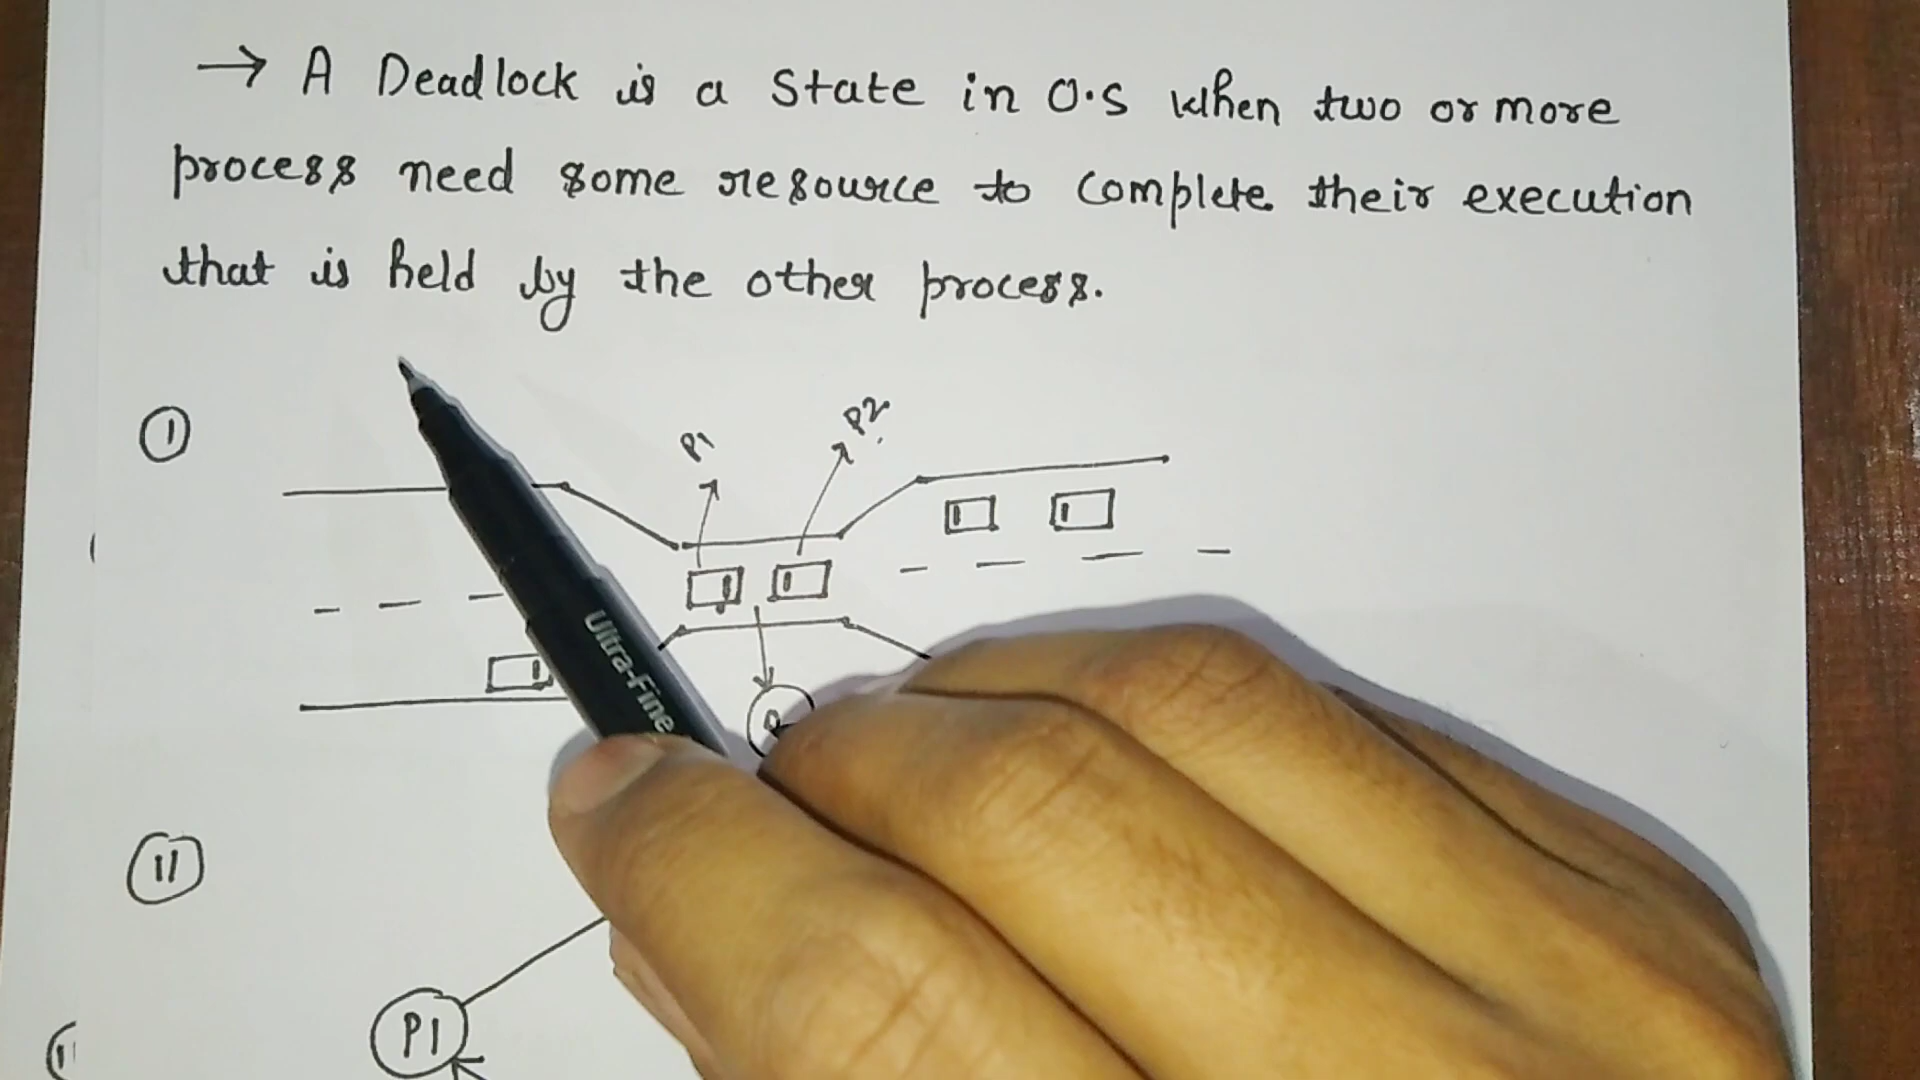 → A Deadlock is a State in O.S when two or more
process need some resource to complete their execution
that is held by the other process.
①
P1
P2
Ultra-Fine
②
P1